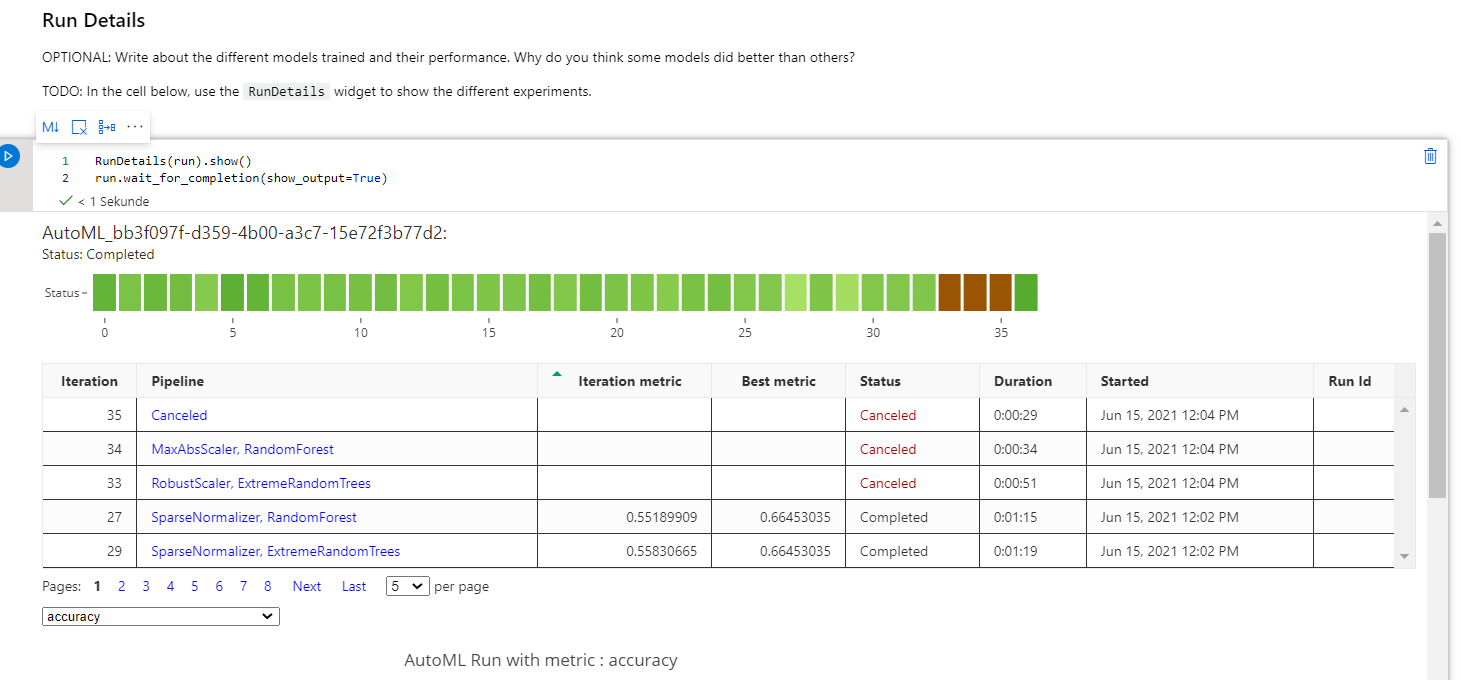 Run Details
OPTIONAL: Write about the different models trained and their performance. Why do you think some models did better than others?
TODO: In the cell below, use the RunDetails widget to show the different experiments.
M↓ ···
1 RunDetails(run).show()
2 run.wait_for_completion(show_output=True)
< 1 Sekunde
AutoML_bb3f097f-d359-4b00-a3c7-15e72f3b77d2:
Status: Completed
Status
0 5 10 15 20 25 30 35
Iteration Pipeline Iteration metric Best metric Status Duration Started Run Id
35 Canceled Canceled 0:00:29 Jun 15, 2021 12:04 PM
34 MaxAbsScaler, RandomForest Canceled 0:00:34 Jun 15, 2021 12:04 PM
33 RobustScaler, ExtremeRandomTrees Canceled 0:00:51 Jun 15, 2021 12:04 PM
27 SparseNormalizer, RandomForest 0.55189909 0.66453035 Completed 0:01:15 Jun 15, 2021 12:02 PM
29 SparseNormalizer, ExtremeRandomTrees 0.55830665 0.66453035 Completed 0:01:19 Jun 15, 2021 12:02 PM
Pages: 1 2 3 4 5 6 7 8 Next Last 5 per page
accuracy
AutoML Run with metric : accuracy